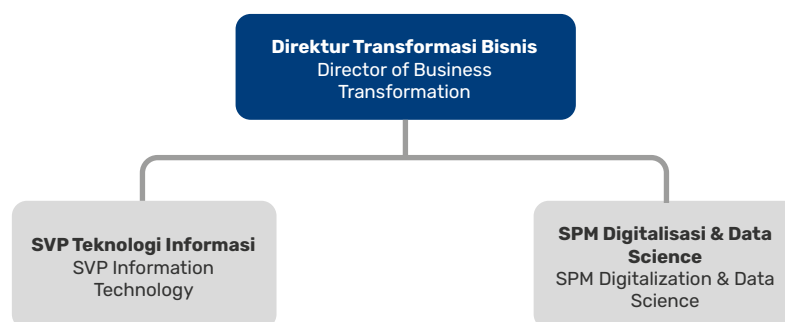 Direktur Transformasi Bisnis
Director of Business
Transformation
SVP Teknologi Informasi
SVP Information
Technology
SPM Digitalisasi & Data
Science
SPM Digitalization & Data
Science